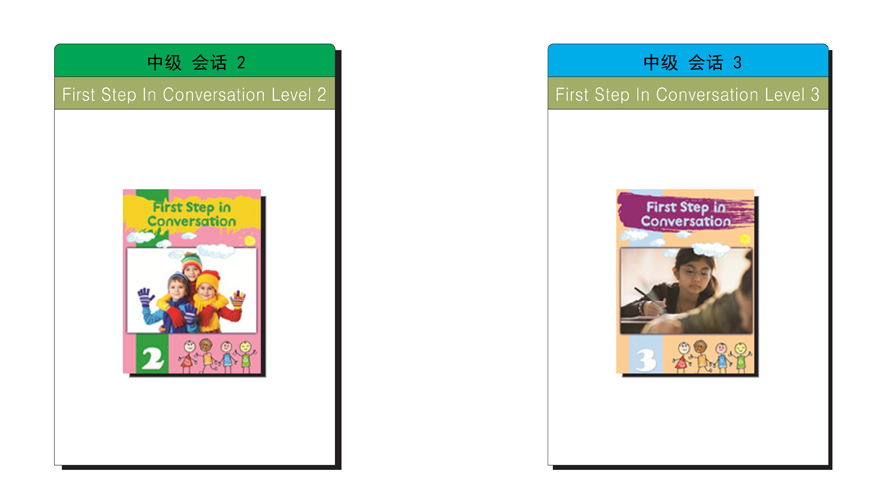 中级 会话 2
First Step In Conversation Level 2
First Step in
Conversation
2
中级 会话 3
First Step In Conversation Level 3
First Step in
Conversation
3